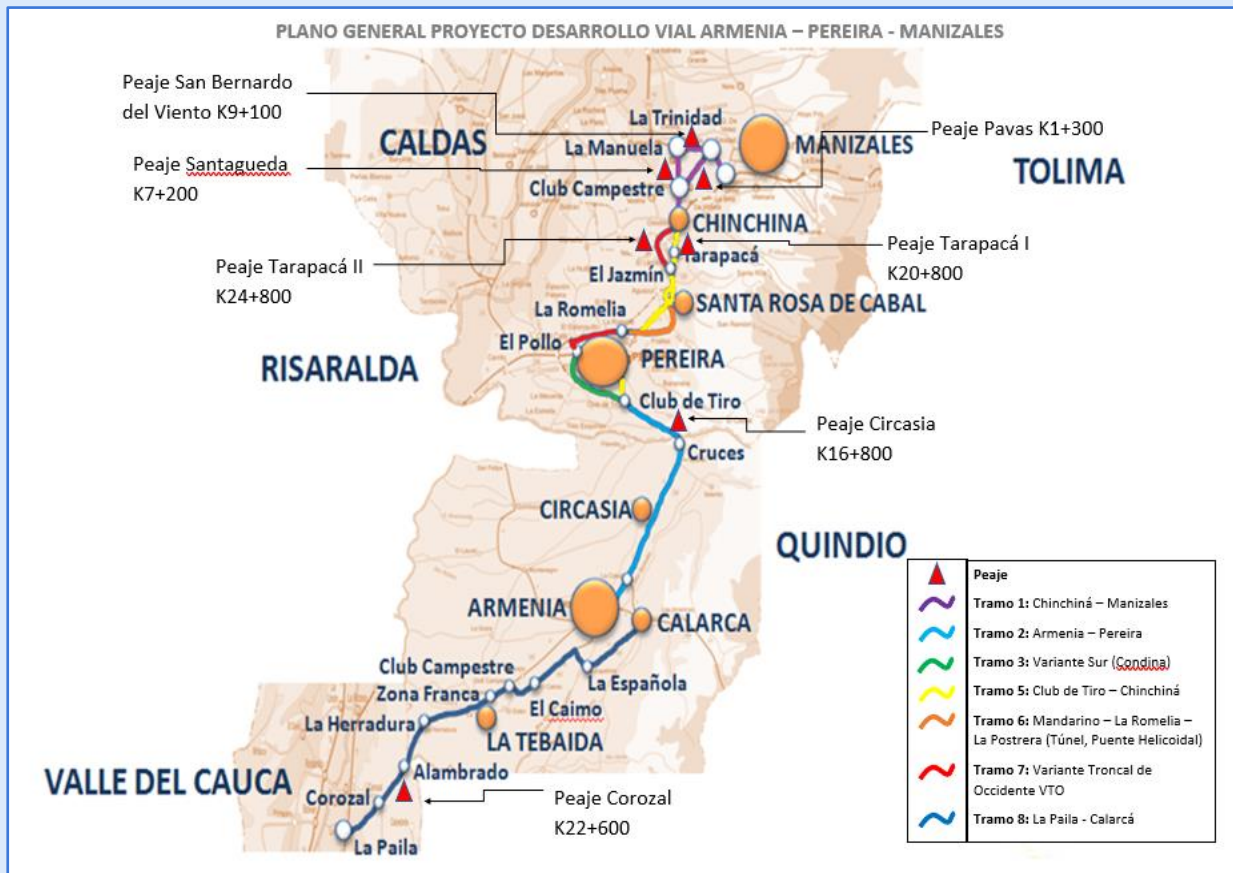 PLANO GENERAL PROYECTO DESARROLLO VIAL ARMENIA – PEREIRA - MANIZALES
Peaje San Bernardo
del Viento K9+100
La Trinidad
Peaje Pavas K1+300
CALDAS
La Manuela
MANIZALES
TOLIMA
Peaje Santagueda
K7+200
Club Campestre
CHINCHINA
Peaje Tarapacá I
K20+800
Tarapacá
Peaje Tarapacá II
K24+800
El Jazmín
SANTA ROSA DE CABAL
La Romelia
El Pollo
PEREIRA
RISARALDA
Club de Tiro
Peaje Circasia
K16+800
Cruces
CIRCASIA
QUINDIO
ARMENIA
CALARCA
Club Campestre
La Española
Zona Franca
El Caimo
La Herradura
LA TEBAIDA
VALLE DEL CAUCA
Alambrado
Corozal
Peaje Corozal
K22+600
La Paila
Peaje
Tramo 1: Chinchiná – Manizales
Tramo 2: Armenia – Pereira
Tramo 3: Variante Sur (Condina)
Tramo 5: Club de Tiro – Chinchiná
Tramo 6: Mandarino – La Romelia –
La Postrera (Túnel, Puente Helicoidal)
Tramo 7: Variante Troncal de
Occidente VTO
Tramo 8: La Paila - Calarcá